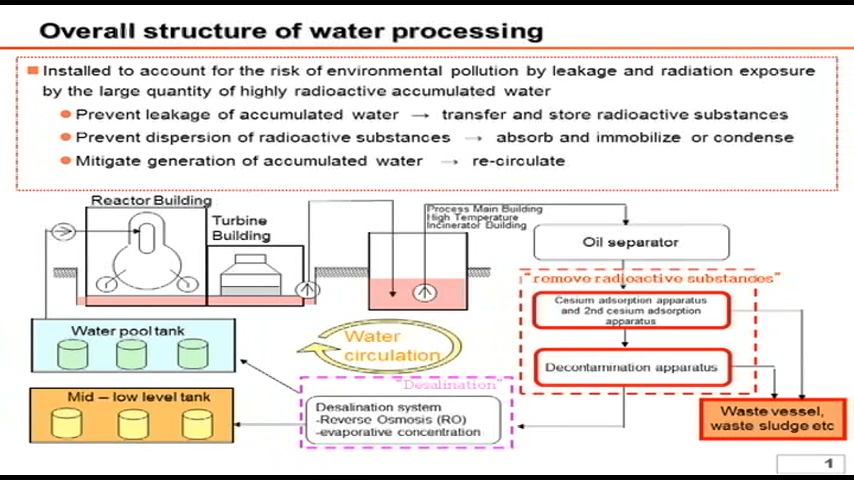 Overall structure of water processing
Installed to account for the risk of environmental pollution by leakage and radiation exposure
by the large quantity of highly radioactive accumulated water
Prevent leakage of accumulated water → transfer and store radioactive substances
Prevent dispersion of radioactive substances → absorb and immobilize or condense
Mitigate generation of accumulated water → re-circulate
Reactor Building
Turbine
Building
Process Main Building
High Temperature
Incinerator Building
Oil separator
"remove radioactive substances"
Cesium adsorption apparatus
and 2nd cesium adsorption
apparatus
Water pool tank
Water
circulation
Decontamination apparatus
"Desalination"
Mid – low level tank
Desalination system
-Reverse Osmosis (RO)
-evaporative concentration
Waste vessel,
waste sludge etc
1